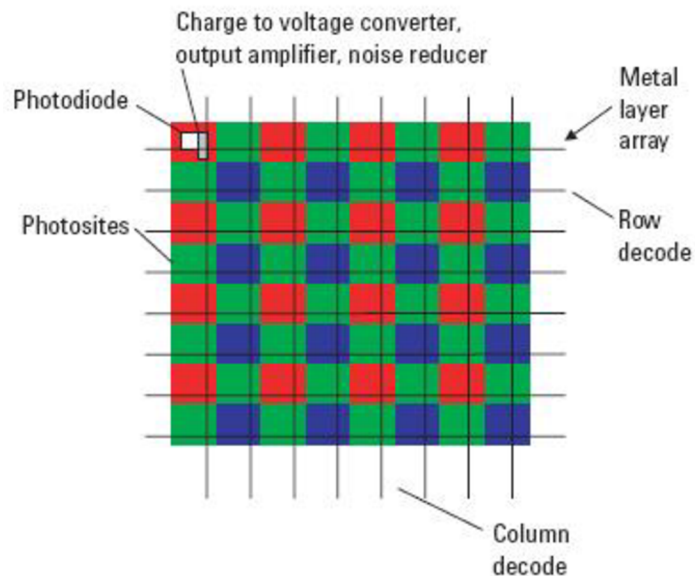 Charge to voltage converter,
output amplifier, noise reducer
Photodiode
Metal
layer
array
Photosites
Row
decode
Column
decode